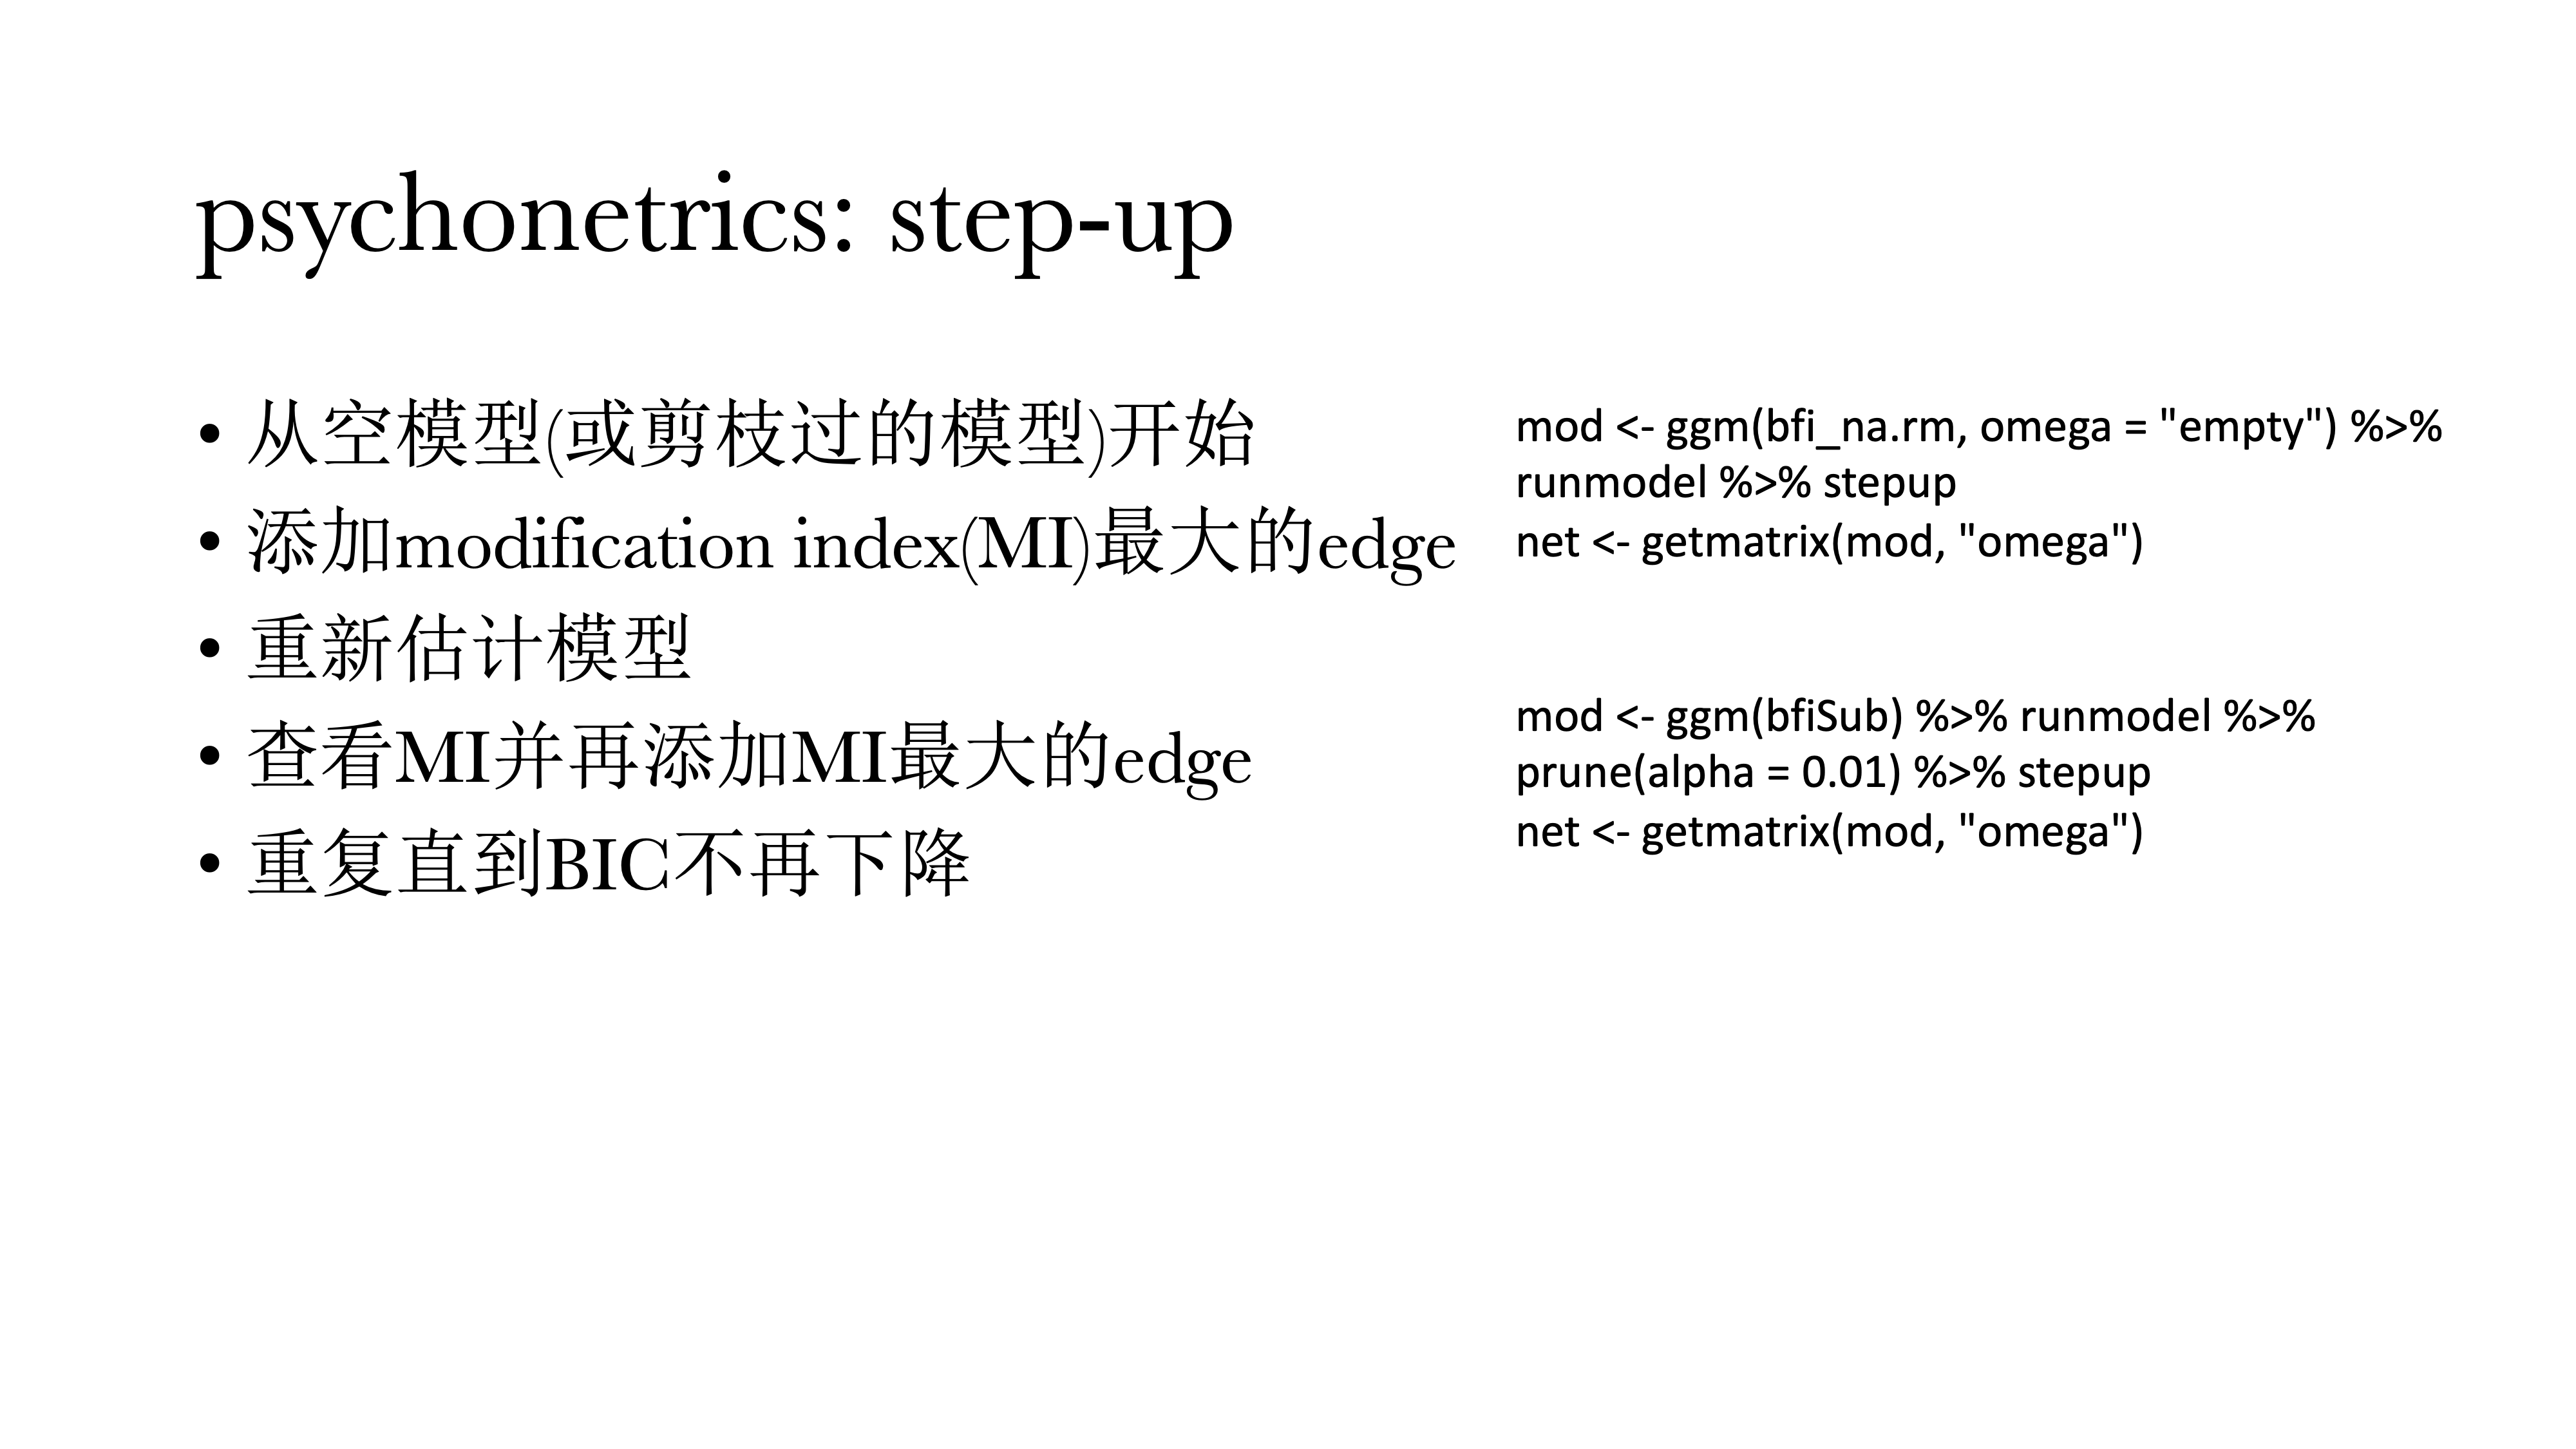 psychonetrics: step-up
• 从空模型(或剪枝过的模型)开始
• 添加modification index(MI)最大的edge
• 重新估计模型
• 查看MI并再添加MI最大的edge
• 重复直到BIC不再下降
mod <- ggm(bfi_na.rm, omega = "empty") %>%
runmodel %>% stepup
net <- getmatrix(mod, "omega")
mod <- ggm(bfiSub) %>% runmodel %>%
prune(alpha = 0.01) %>% stepup
net <- getmatrix(mod, "omega")